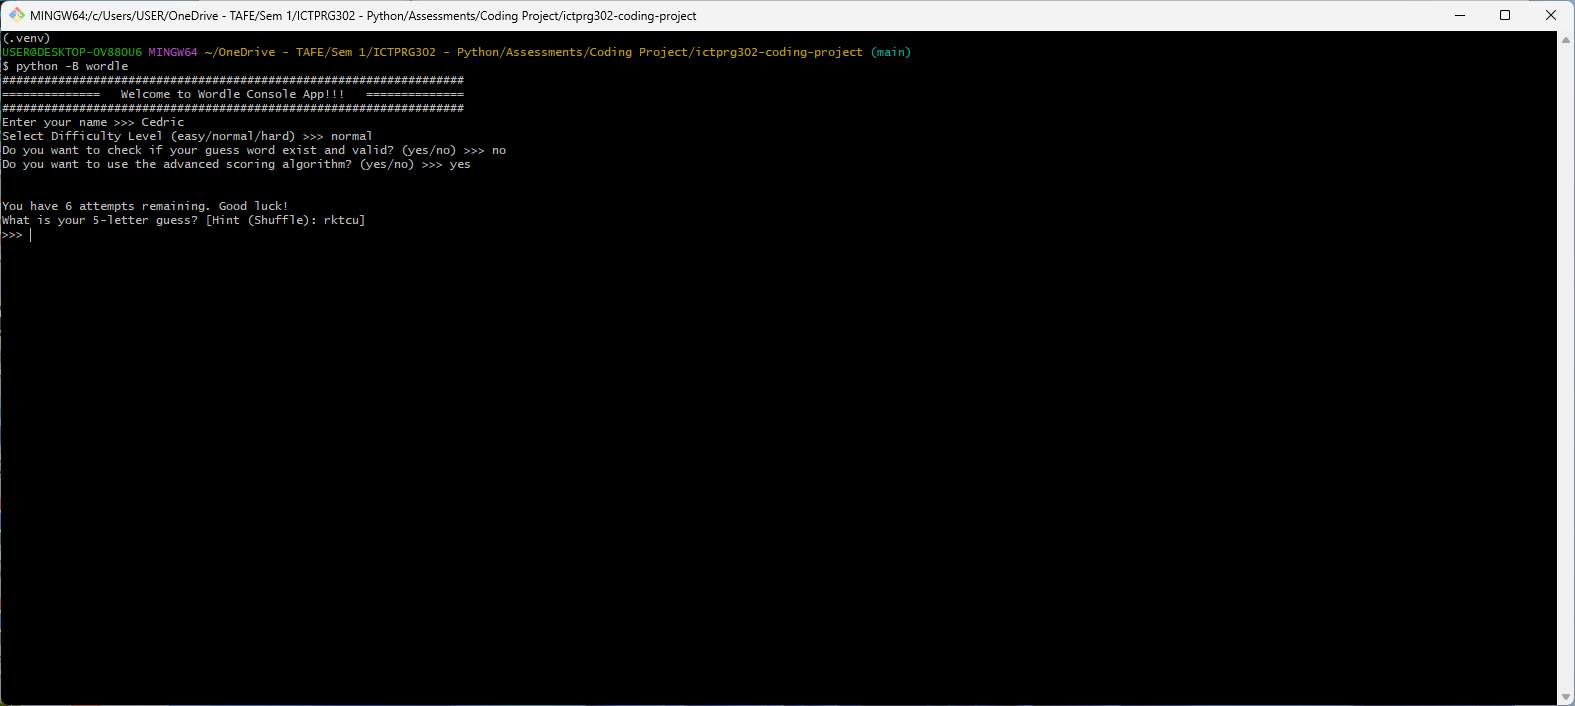 MINGW64:/c/Users/USER/OneDrive - TAFE/Sem 1/ICTPRG302 - Python/Assessments/Coding Project/ictprg302-coding-project
(.venv)
USER@DESKTOP-OV880U6 MINGW64 ~/OneDrive - TAFE/Sem 1/ICTPRG302 - Python/Assessments/Coding Project/ictprg302-coding-project (main)
$ python -B wordle
##################################################################
==============   Welcome to Wordle Console App!!!   ==============
##################################################################
Enter your name >>> Cedric
Select Difficulty Level (easy/normal/hard) >>> normal
Do you want to check if your guess word exist and valid? (yes/no) >>> no
Do you want to use the advanced scoring algorithm? (yes/no) >>> yes
You have 6 attempts remaining. Good luck!
What is your 5-letter guess? [Hint (Shuffle): rktcu]
>>>